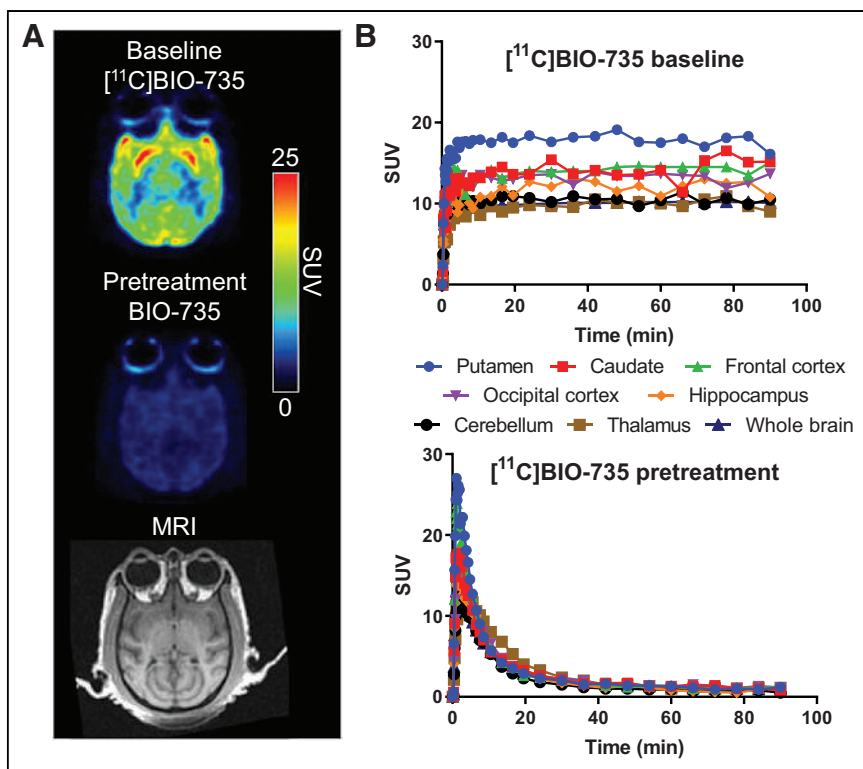 A
Baseline
[¹¹C]BIO-735
25
SUV
0
Pretreatment
BIO-735
MRI
B
[¹¹C]BIO-735 baseline
30
20
10
0
SUV
0 20 40 60 80 100
Time (min)
Putamen Caudate Frontal cortex
Occipital cortex Hippocampus
Cerebellum Thalamus Whole brain
[¹¹C]BIO-735 pretreatment
30
20
10
0
SUV
0 20 40 60 80 100
Time (min)